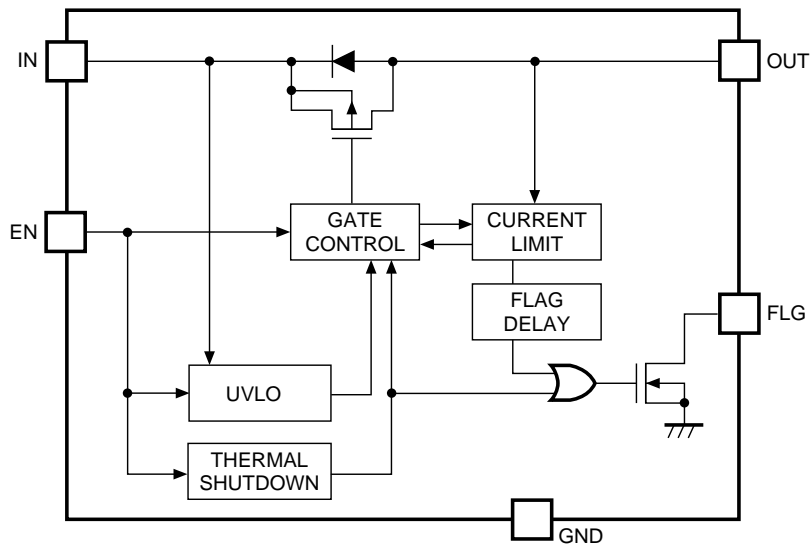 IN
OUT
EN
GATE
CONTROL
CURRENT
LIMIT
FLAG
DELAY
FLG
UVLO
THERMAL
SHUTDOWN
GND